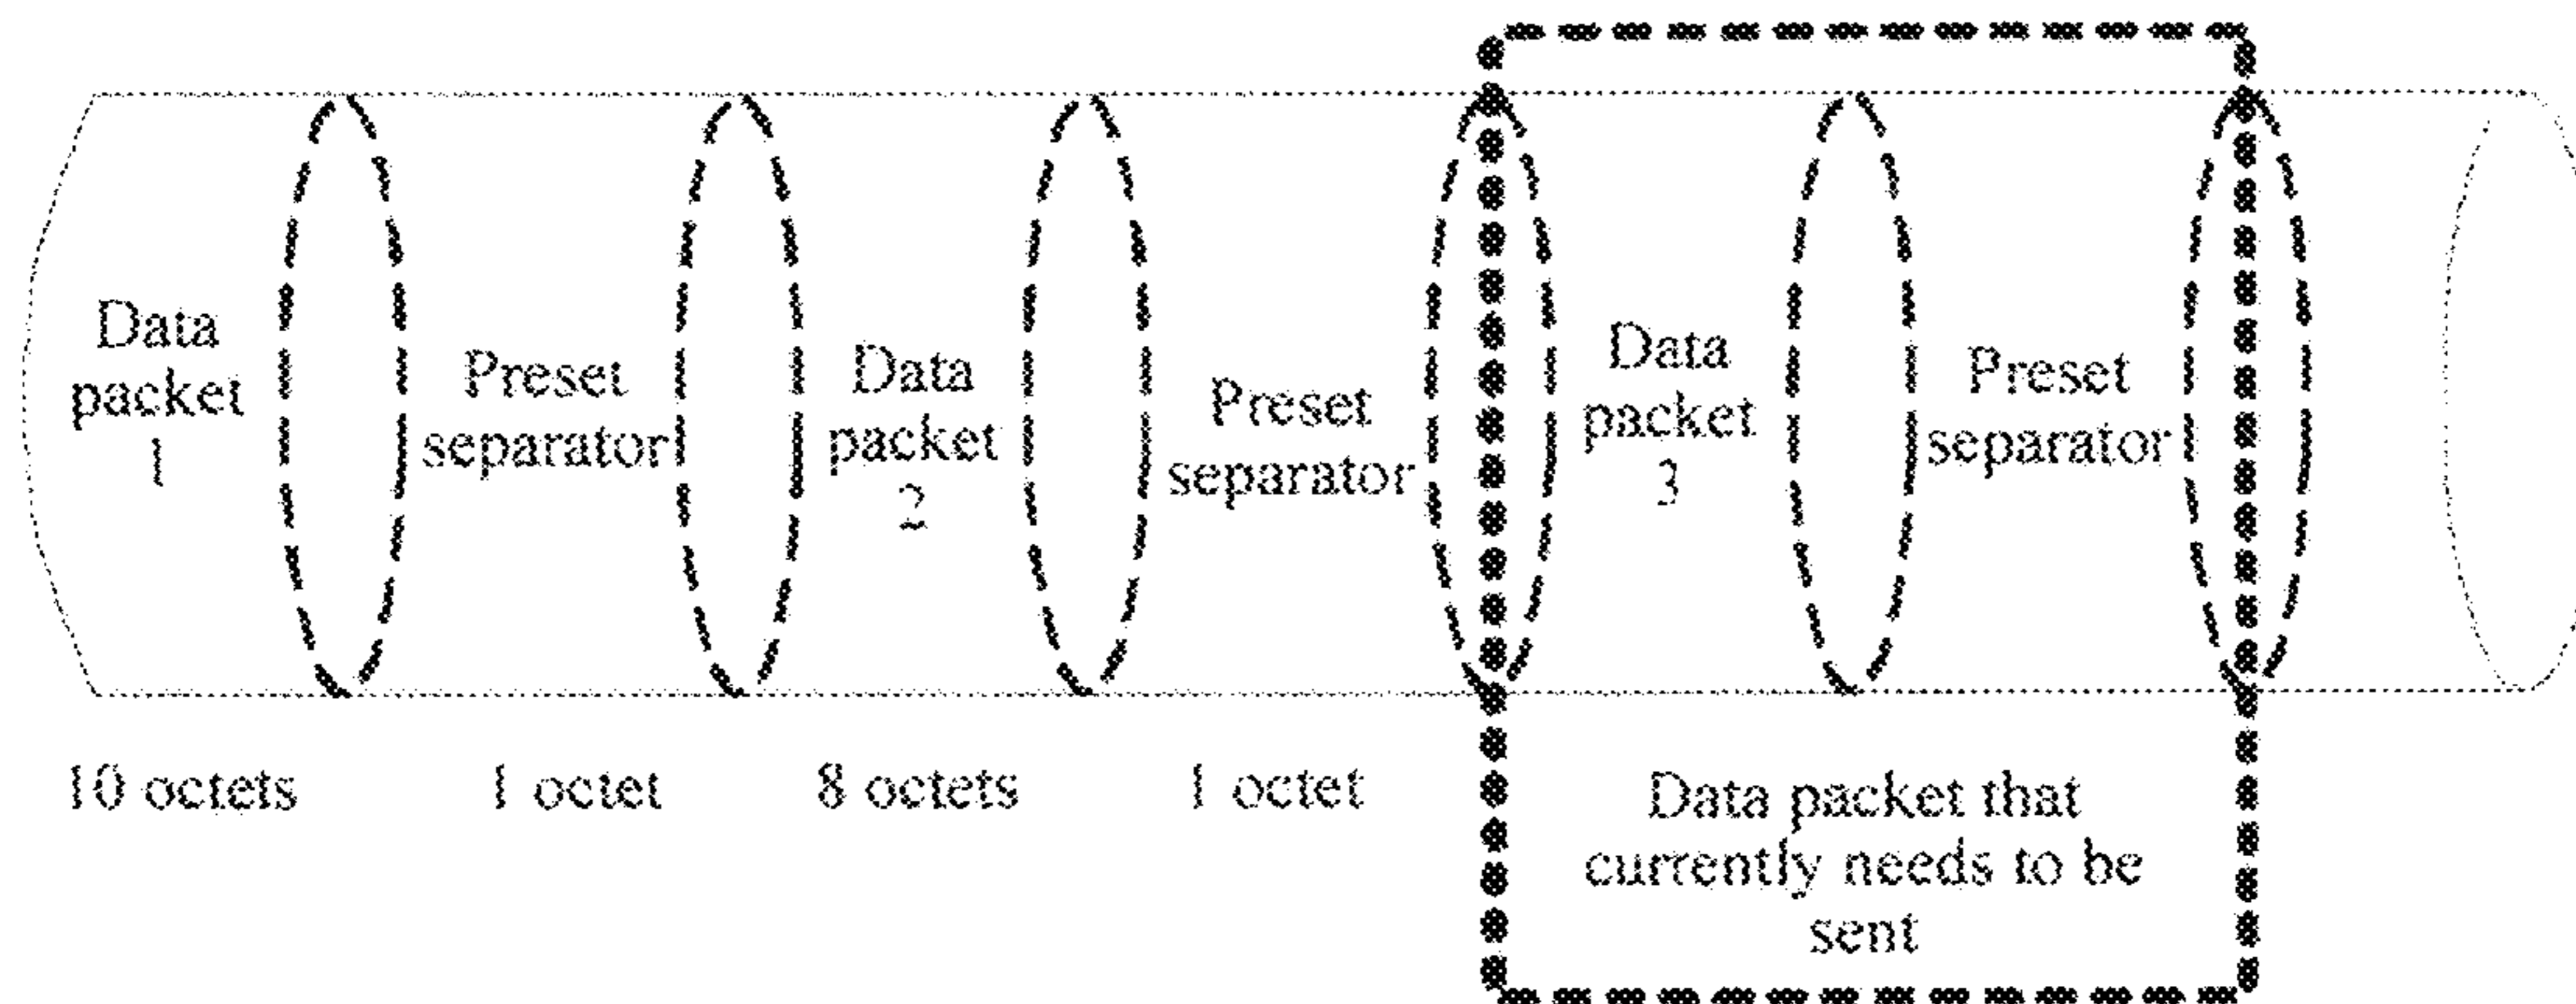 Data
packet
1
Preset
separator
Data
packet
2
Preset
separator
Data
packet
3
Preset
separator
10 octets
1 octet
8 octets
1 octet
Data packet that
currently needs to be
sent